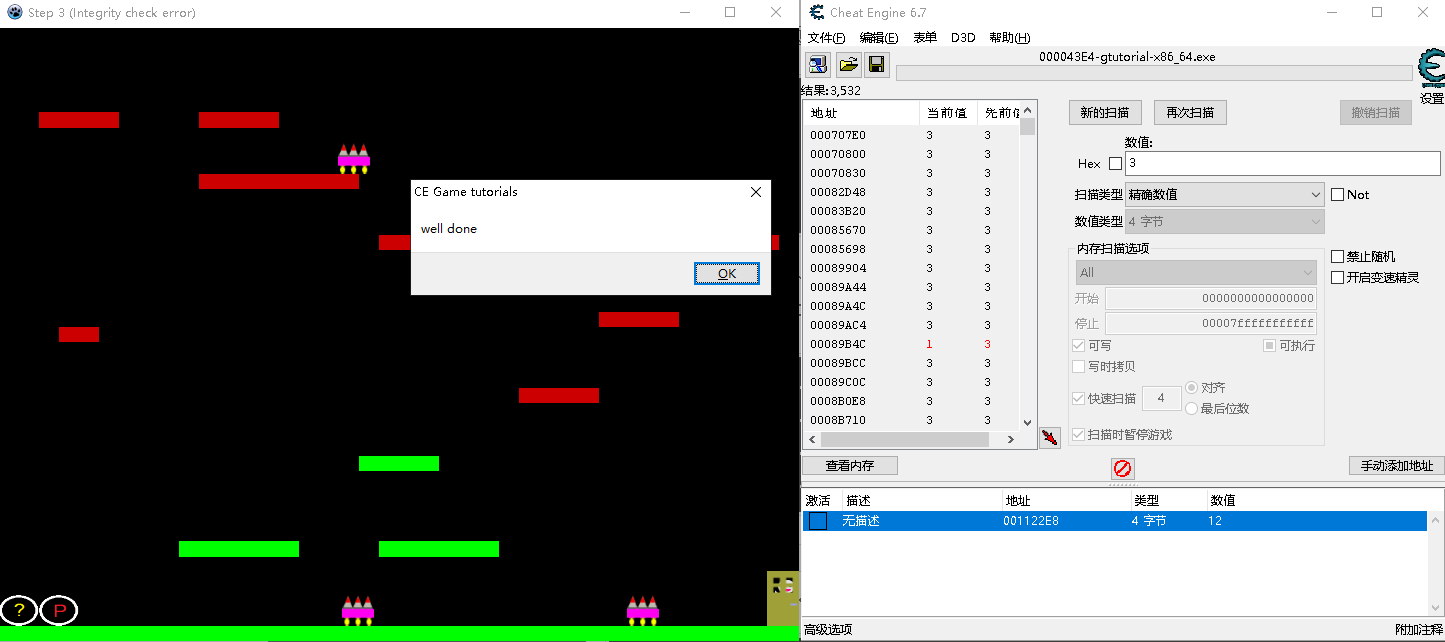 Step 3 (Integrity check error)
CE Game tutorials
well done
OK
?
P
Cheat Engine 6.7
文件(F) 编辑(E) 表单 D3D 帮助(H)
000043E4-gtutorial-x86_64.exe
设置
结果:3,532
地址 当前值 先前值
000707E0 3 3
00070800 3 3
00070830 3 3
00082D48 3 3
00083B20 3 3
00085670 3 3
00085698 3 3
00089904 3 3
00089A44 3 3
00089A4C 3 3
00089AC4 3 3
00089B4C 1 3
00089BCC 3 3
00089C0C 3 3
0008B0E8 3 3
0008B710 3 3
新的扫描 再次扫描 撤销扫描
数值:
Hex 3
扫描类型 精确数值 Not
数值类型 4 字节
内存扫描选项
All
禁止随机
开启变速精灵
开始 0000000000000000
停止 00007fffffffffff
可写 可执行
写时拷贝
快速扫描 4 对齐
最后位数
扫描时暂停游戏
查看内存 手动添加地址
激活 描述 地址 类型 数值
无描述 001122E8 4 字节 12
高级选项 附加注释